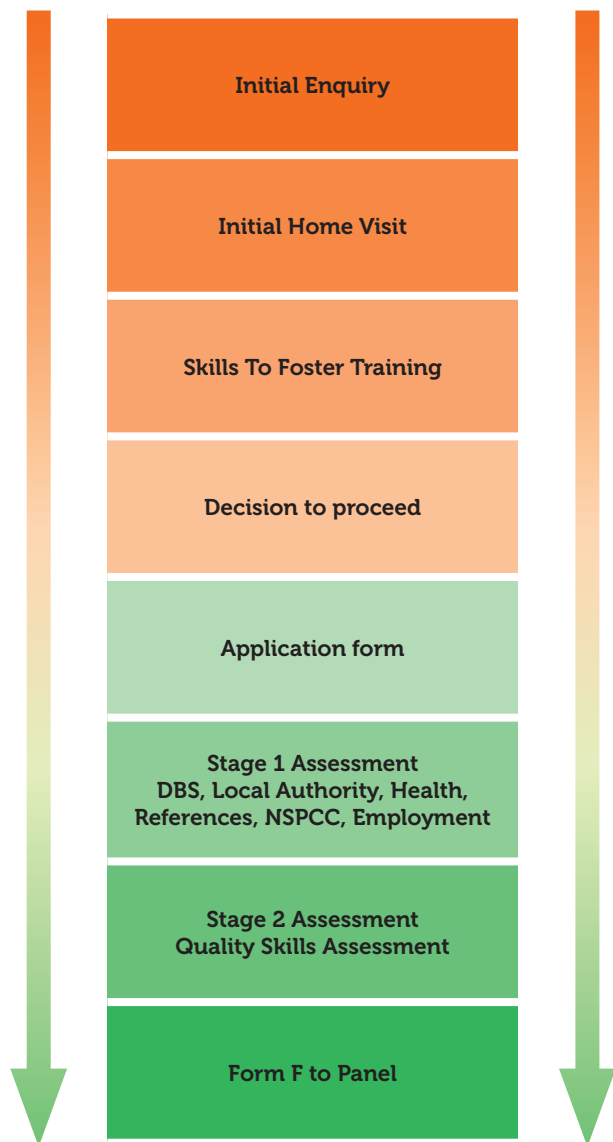 Initial Enquiry
Initial Home Visit
Skills To Foster Training
Decision to proceed
Application form
Stage 1 Assessment
DBS, Local Authority, Health,
References, NSPCC, Employment
Stage 2 Assessment
Quality Skills Assessment
Form F to Panel